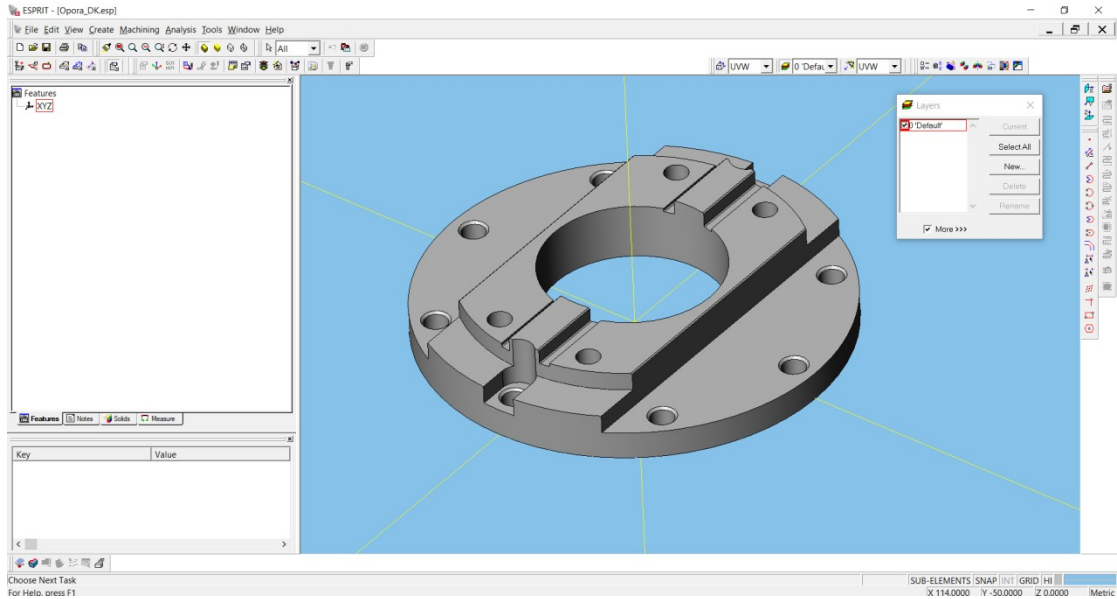 ESPRIT - [Opora_DK.esp]
File Edit View Create Machining Analysis Tools Window Help
All
UVW 0 'Defau UVW
Features
XYZ
Layers
0 'Default'
Current
Select All
New...
Delete
Rename
More >>>
Features Notes Solids Measure
Key Value
Choose Next Task
SUB-ELEMENTS SNAP INT GRID HI
For Help, press F1
X 114.0000 Y -50.0000 Z 0.0000 Metric